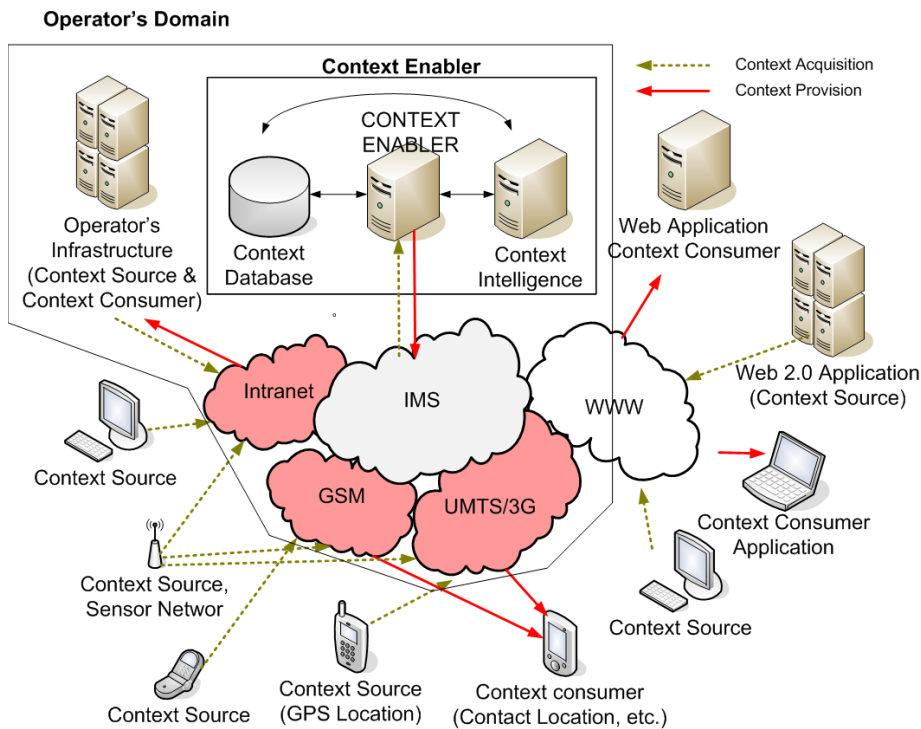 Operator's Domain
Context Enabler
Context Acquisition
Context Provision
CONTEXT
ENABLER
Context
Database
Context
Intelligence
Operator's
Infrastructure
(Context Source &
Context Consumer)
Web Application
Context Consumer
Web 2.0 Application
(Context Source)
Intranet
IMS
WWW
GSM
UMTS/3G
Context Source
Context Consumer
Application
Context Source,
Sensor Networ
Context Source
Context Source
Context Source
(GPS Location)
Context consumer
(Contact Location, etc.)